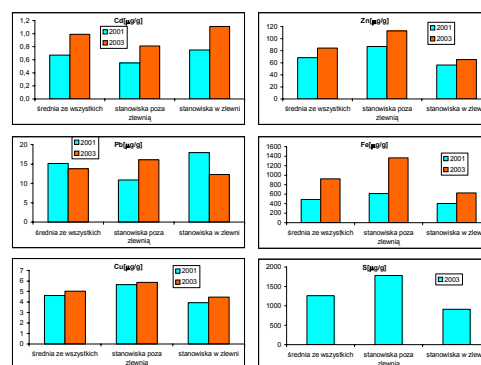 Cd[µg/g]
1,2
1,0
0,8
0,6
0,4
0,2
0,0
2001
2003
średnia ze wszystkich stanowiska poza stanowiska w zlewni
zlewnią
Zn[µg/g]
120
100
80
60
40
20
0
2001
2003
średnia ze wszystkich stanowiska poza stanowiska w zlewni
zlewnią
Pb[µg/g]
20
15
10
5
0
2001
2003
średnia ze wszystkich stanowiska poza stanowiska w zlewni
zlewnią
Fe[µg/g]
1600
1400
1200
1000
800
600
400
200
0
2001
2003
średnia ze wszystkich stanowiska poza stanowiska w zlewni
zlewnią
Cu[µg/g]
7
6
5
4
3
2
1
0
2001
2003
średnia ze wszystkich stanowiska poza stanowiska w zlewni
zlewnią
S[µg/g]
2000
1500
1000
500
0
2003
średnia ze wszystkich stanowiska poza stanowiska w zlewni
zlewnią